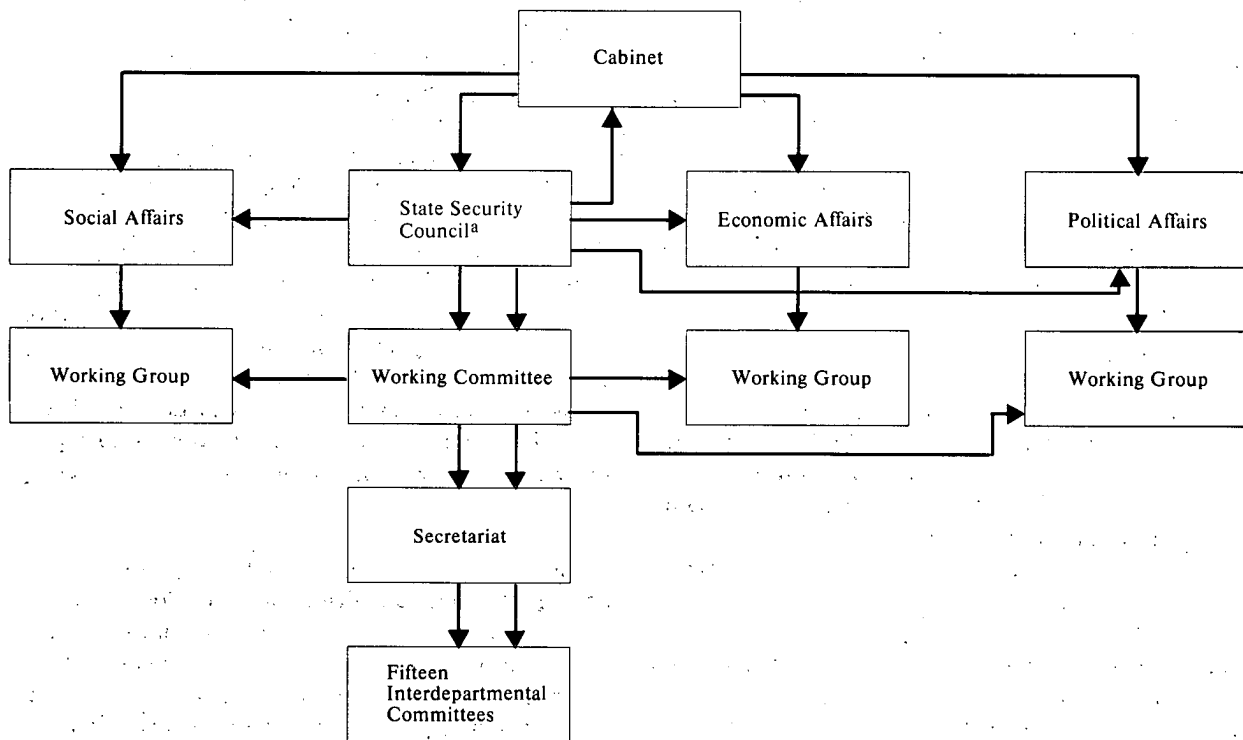 Cabinet
Social Affairs
State Security
Councilᵃ
Economic Affairs
Political Affairs
Working Group
Working Committee
Working Group
Working Group
Secretariat
Fifteen
Interdepartmental
Committees